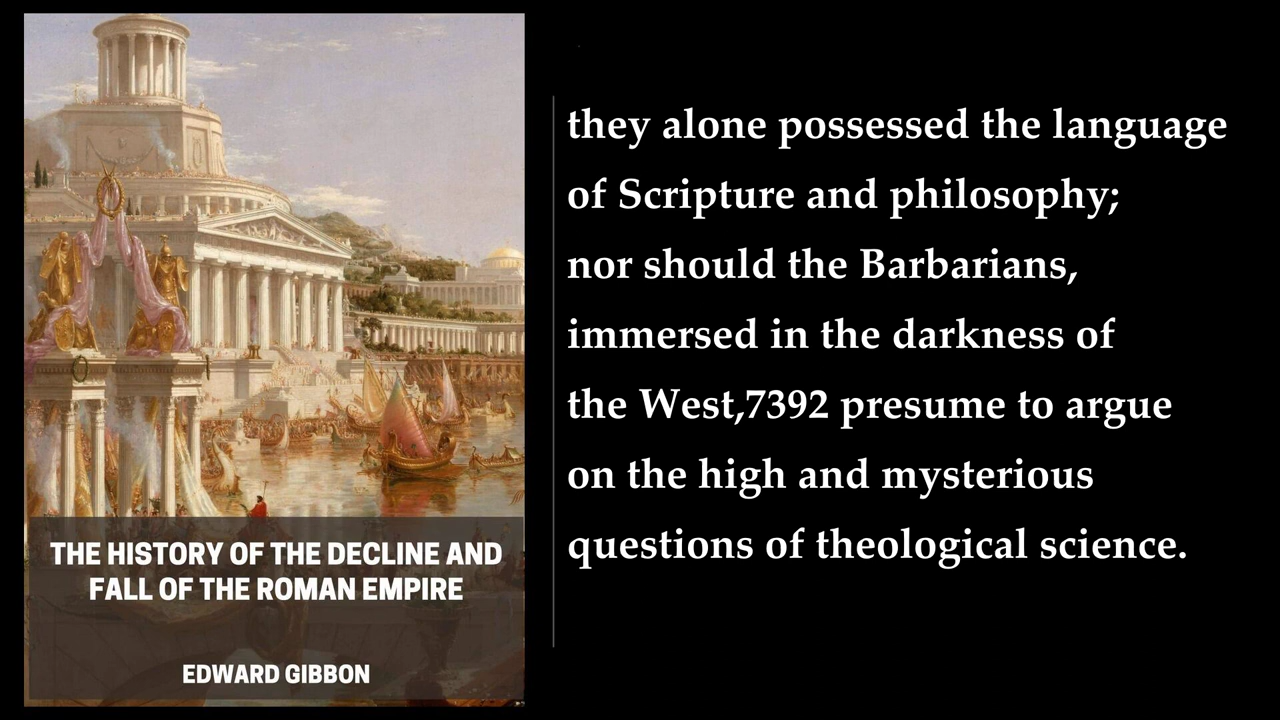 THE HISTORY OF THE DECLINE AND
FALL OF THE ROMAN EMPIRE
EDWARD GIBBON
they alone possessed the language
of Scripture and philosophy;
nor should the Barbarians,
immersed in the darkness of
the West,7392 presume to argue
on the high and mysterious
questions of theological science.